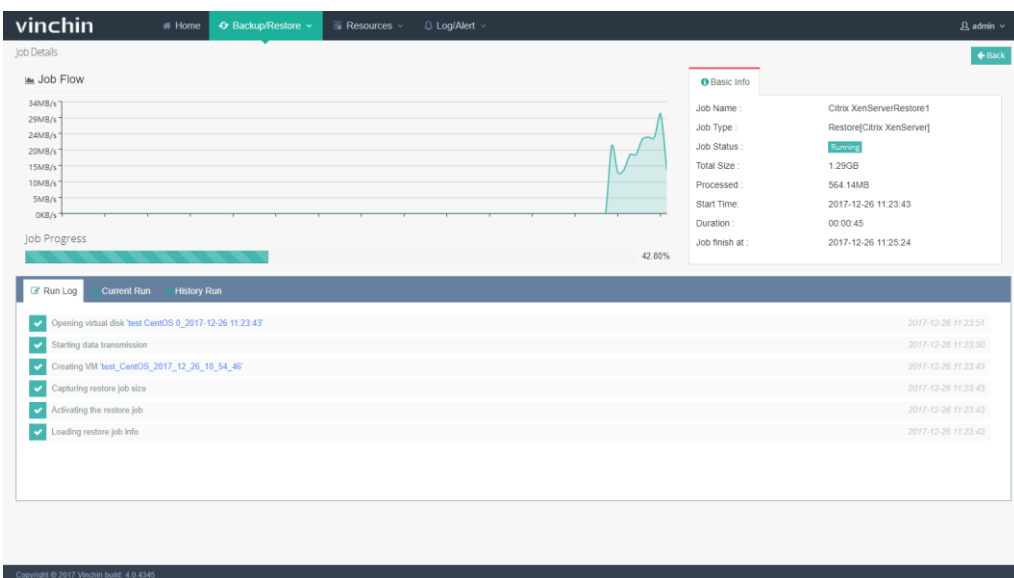 vinchin
Home
Backup/Restore
Resources
Log/Alert
admin
Job Details
Back
Job Flow
34MB/s
29MB/s
24MB/s
20MB/s
15MB/s
10MB/s
5MB/s
0KB/s
Job Progress
42.80%
Basic Info
Job Name : Citrix XenServerRestore1
Job Type : Restore[Citrix XenServer]
Job Status : Running
Total Size : 1.29GB
Processed : 564.14MB
Start Time: 2017-12-26 11:23:43
Duration : 00:00:45
Job finish at : 2017-12-26 11:25:24
Run Log Current Run History Run
Opening virtual disk 'test CentOS 0_2017-12-26 11:23:43' 2017-12-26 11:23:51
Starting data transmission 2017-12-26 11:23:50
Creating VM 'test_CentOS_2017_12_26_10_54_46' 2017-12-26 11:23:43
Capturing restore job size 2017-12-26 11:23:43
Activating the restore job 2017-12-26 11:23:43
Loading restore job info 2017-12-26 11:23:43
Copyright © 2017 Vinchin build: 4.0.4345